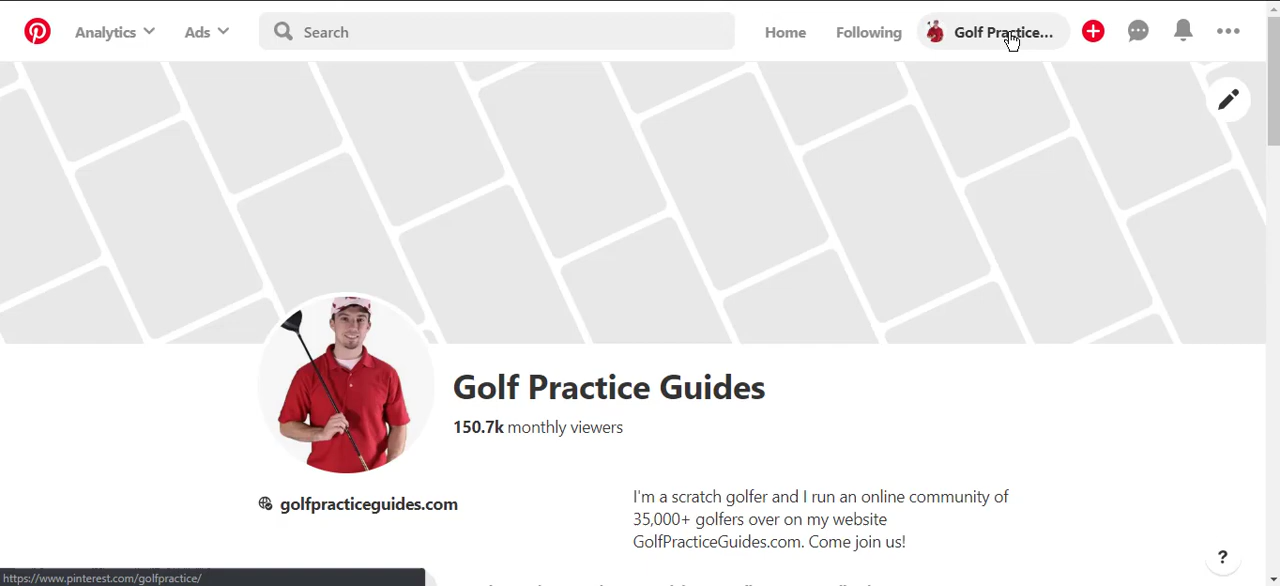 Analytics Ads Search Home Following Golf Practice...
Golf Practice Guides
150.7k monthly viewers
golfpracticeguides.com
I'm a scratch golfer and I run an online community of
35,000+ golfers over on my website
GolfPracticeGuides.com. Come join us!
?
https://www.pinterest.com/golfpractice/